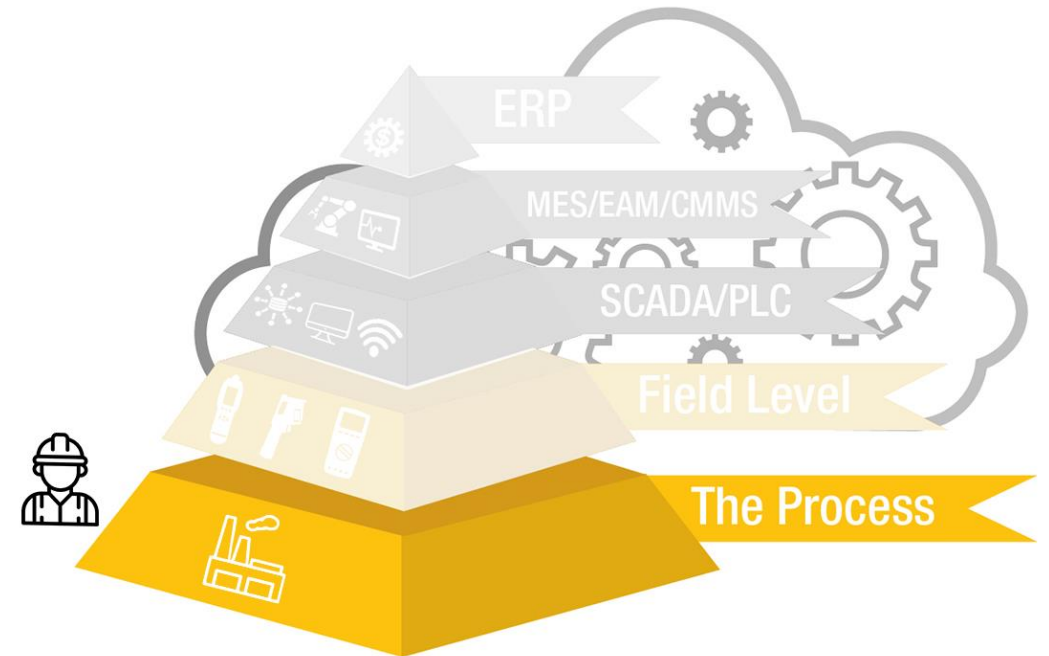 ERP
MES/EAM/CMMS
SCADA/PLC
Field Level
The Process